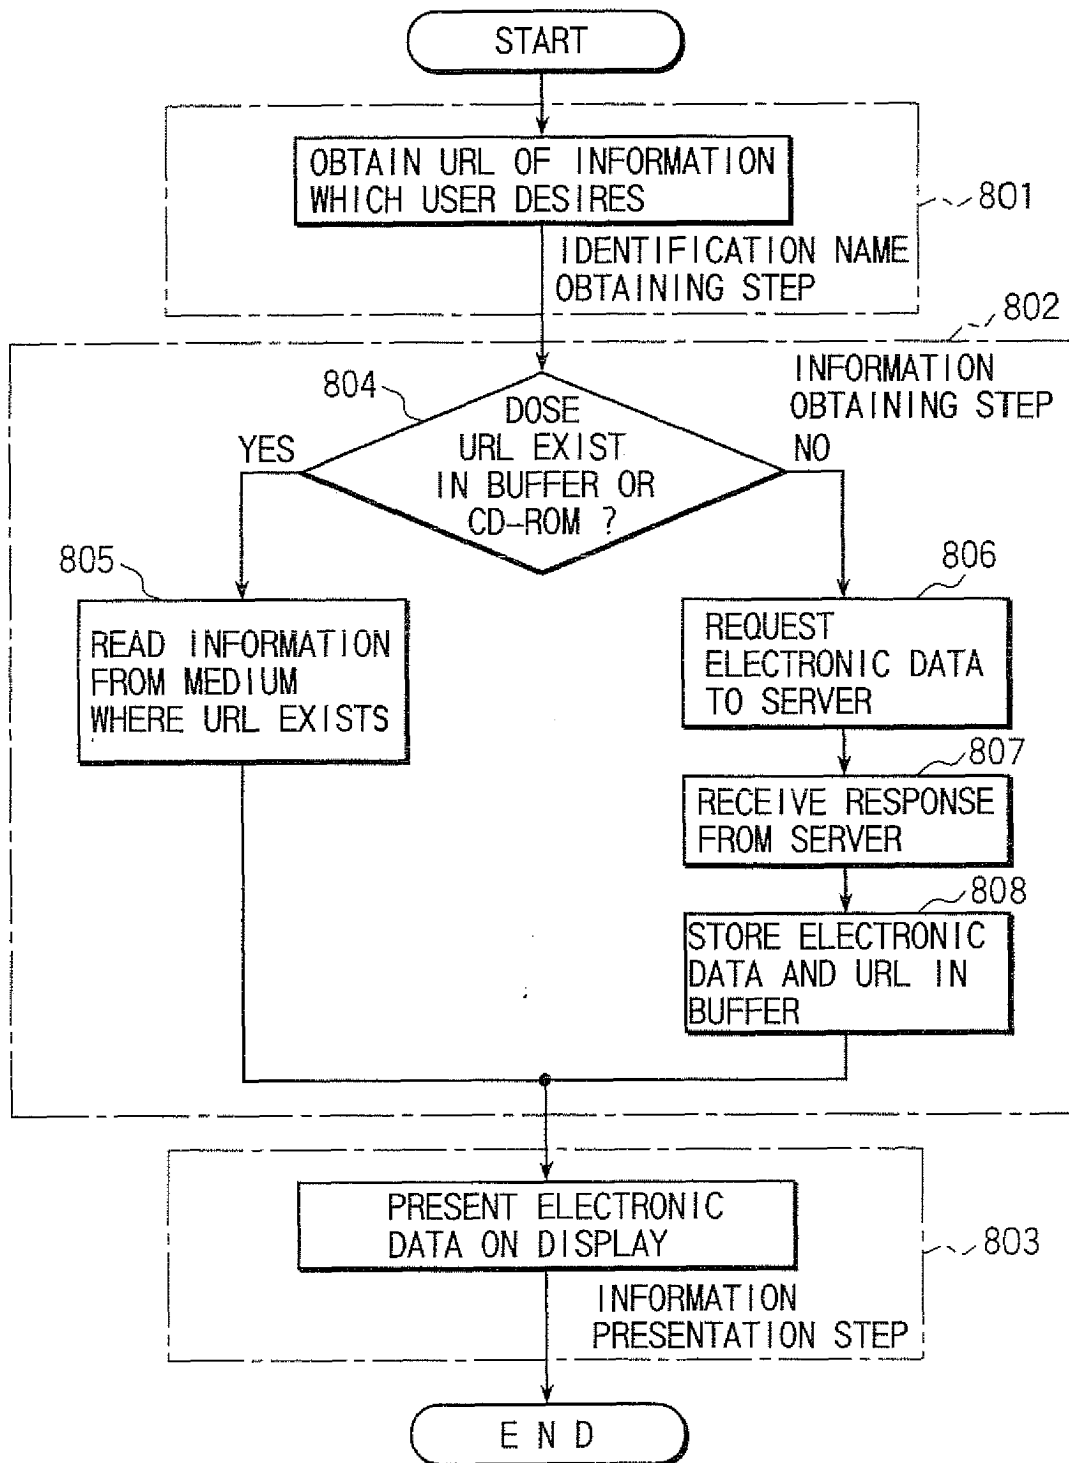 START
OBTAIN URL OF INFORMATION
WHICH USER DESIRES
801
IDENTIFICATION NAME
OBTAINING STEP
802
INFORMATION
OBTAINING STEP
804
DOSE
URL EXIST
IN BUFFER OR
CD-ROM ?
YES
NO
805
READ INFORMATION
FROM MEDIUM
WHERE URL EXISTS
806
REQUEST
ELECTRONIC DATA
TO SERVER
807
RECEIVE RESPONSE
FROM SERVER
808
STORE ELECTRONIC
DATA AND URL IN
BUFFER
PRESENT ELECTRONIC
DATA ON DISPLAY
803
INFORMATION
PRESENTATION STEP
END